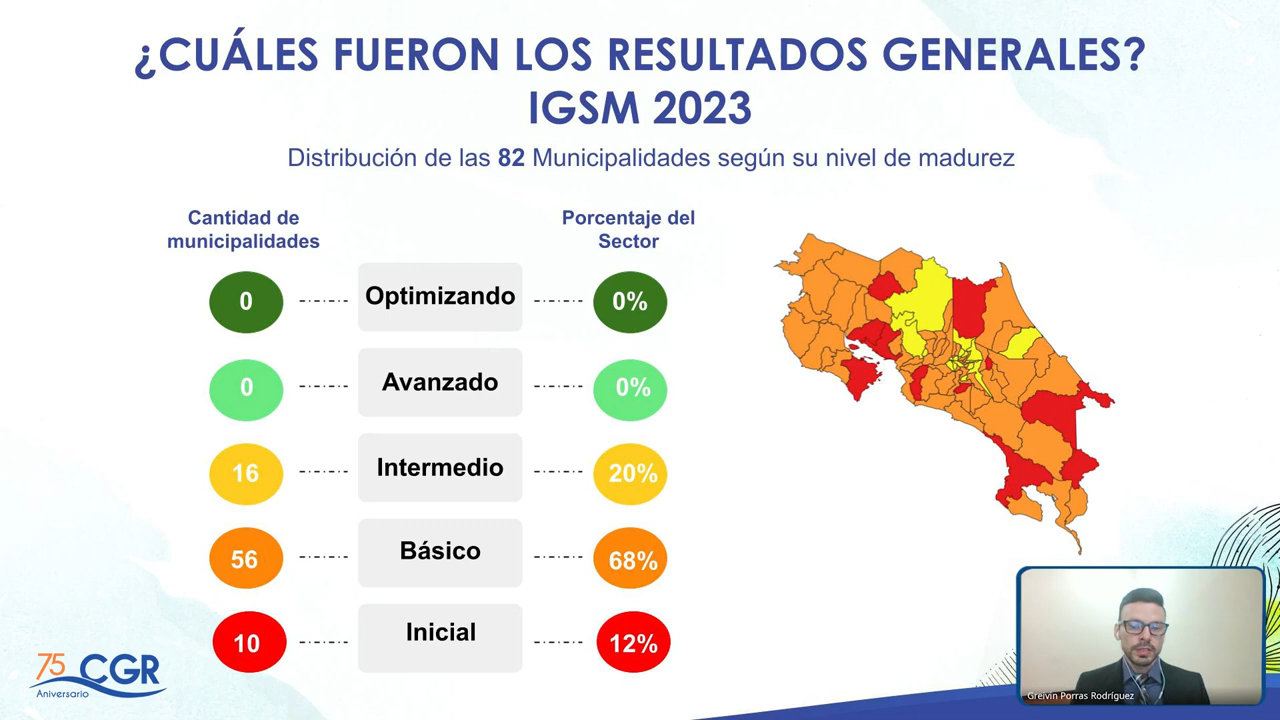 ¿CUÁLES FUERON LOS RESULTADOS GENERALES?
IGSM 2023
Distribución de las 82 Municipalidades según su nivel de madurez
Cantidad de
municipalidades
Porcentaje del
Sector
0 Optimizando 0%
0 Avanzado 0%
16 Intermedio 20%
56 Básico 68%
10 Inicial 12%
75 CGR
Aniversario
Greivin Porras Rodríguez